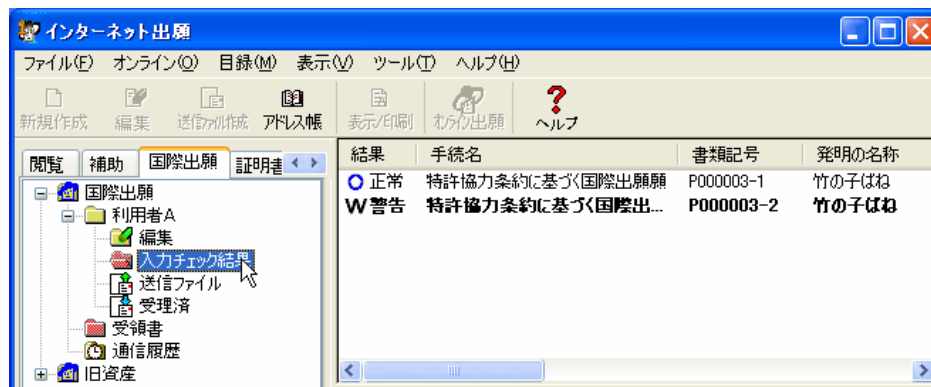 インターネット出願
ファイル(F) オンライン(O) 目録(M) 表示(V) ツール(T) ヘルプ(H)
新規作成 編集 送信ファイル作成 アドレス帳 表示/印刷 オンライン出願 ヘルプ
閲覧 補助 国際出願 証明書
結果 手続名 書類記号 発明の名称
国際出願
利用者A
編集
入力チェック結果
送信ファイル
受理済
受領書
通信履歴
旧資産
正常 特許協力条約に基づく国際出願願 P000003-1 竹の子ばね
W 警告 特許協力条約に基づく国際出... P000003-2 竹の子ばね